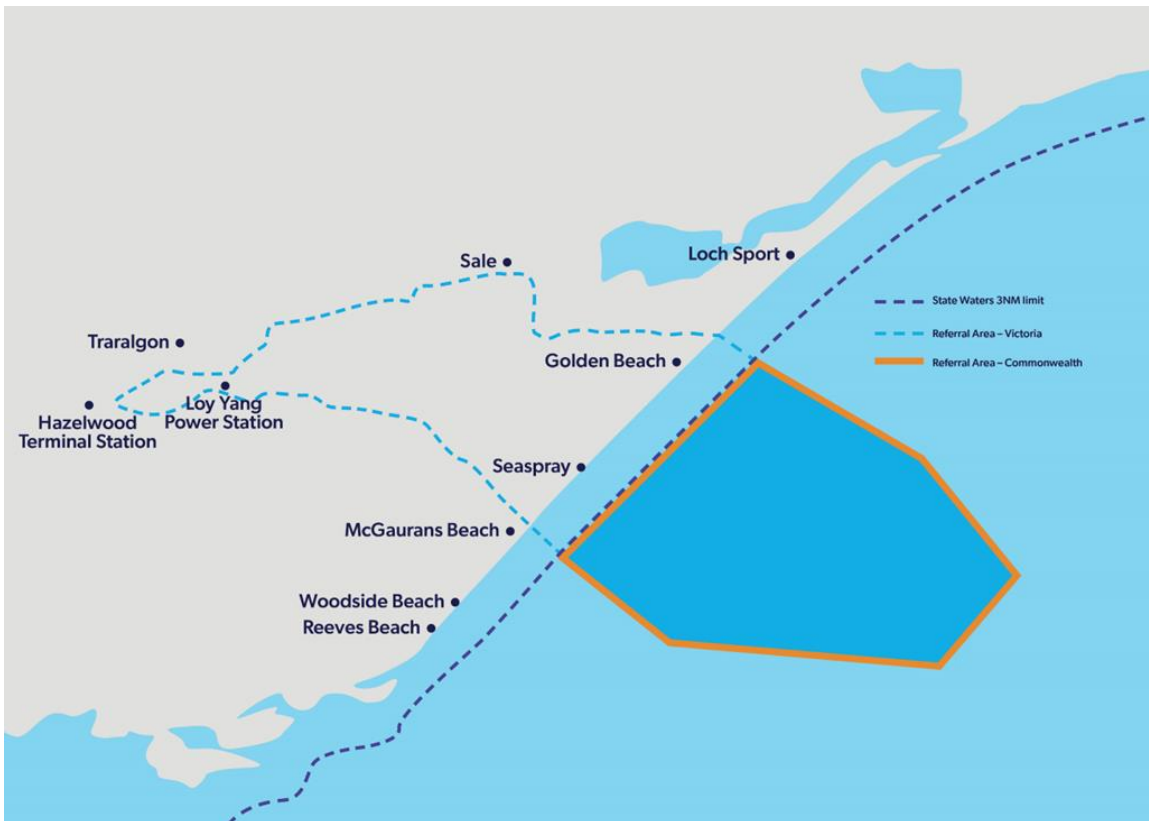 Loch Sport
Sale
State Waters 3NM limit
Referral Area – Victoria
Referral Area – Commonwealth
Traralgon
Golden Beach
Loy Yang
Power Station
Hazelwood
Terminal Station
Seaspray
McGaurans Beach
Woodside Beach
Reeves Beach